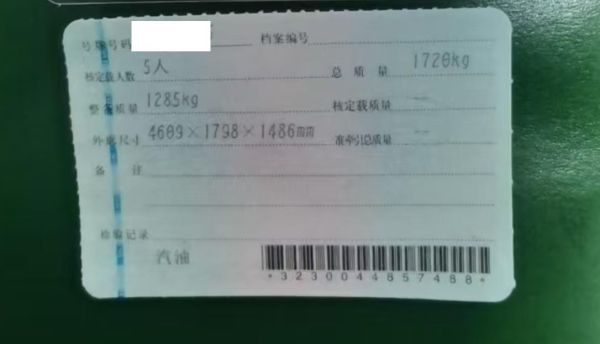 号牌号码 档案编号
核定载人数 5人 总质量 1720kg
整备质量 1285kg 核定载质量 --
外廓尺寸 4609×1798×1486mm 准牵引总质量 --
备注
检验记录
汽油
*3230044857488*